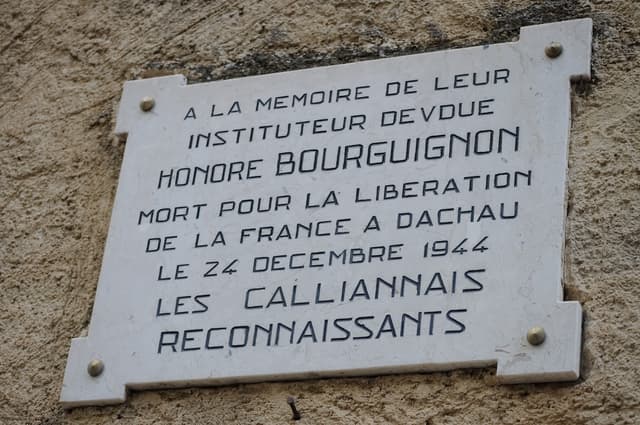 A LA MEMOIRE DE LEUR
INSTITUTEUR DEVDUE
HONORE BOURGUIGNON
MORT POUR LA LIBERATION
DE LA FRANCE A DACHAU
LE 24 DECEMBRE 1944
LES CALLIANNAIS
RECONNAISSANTS